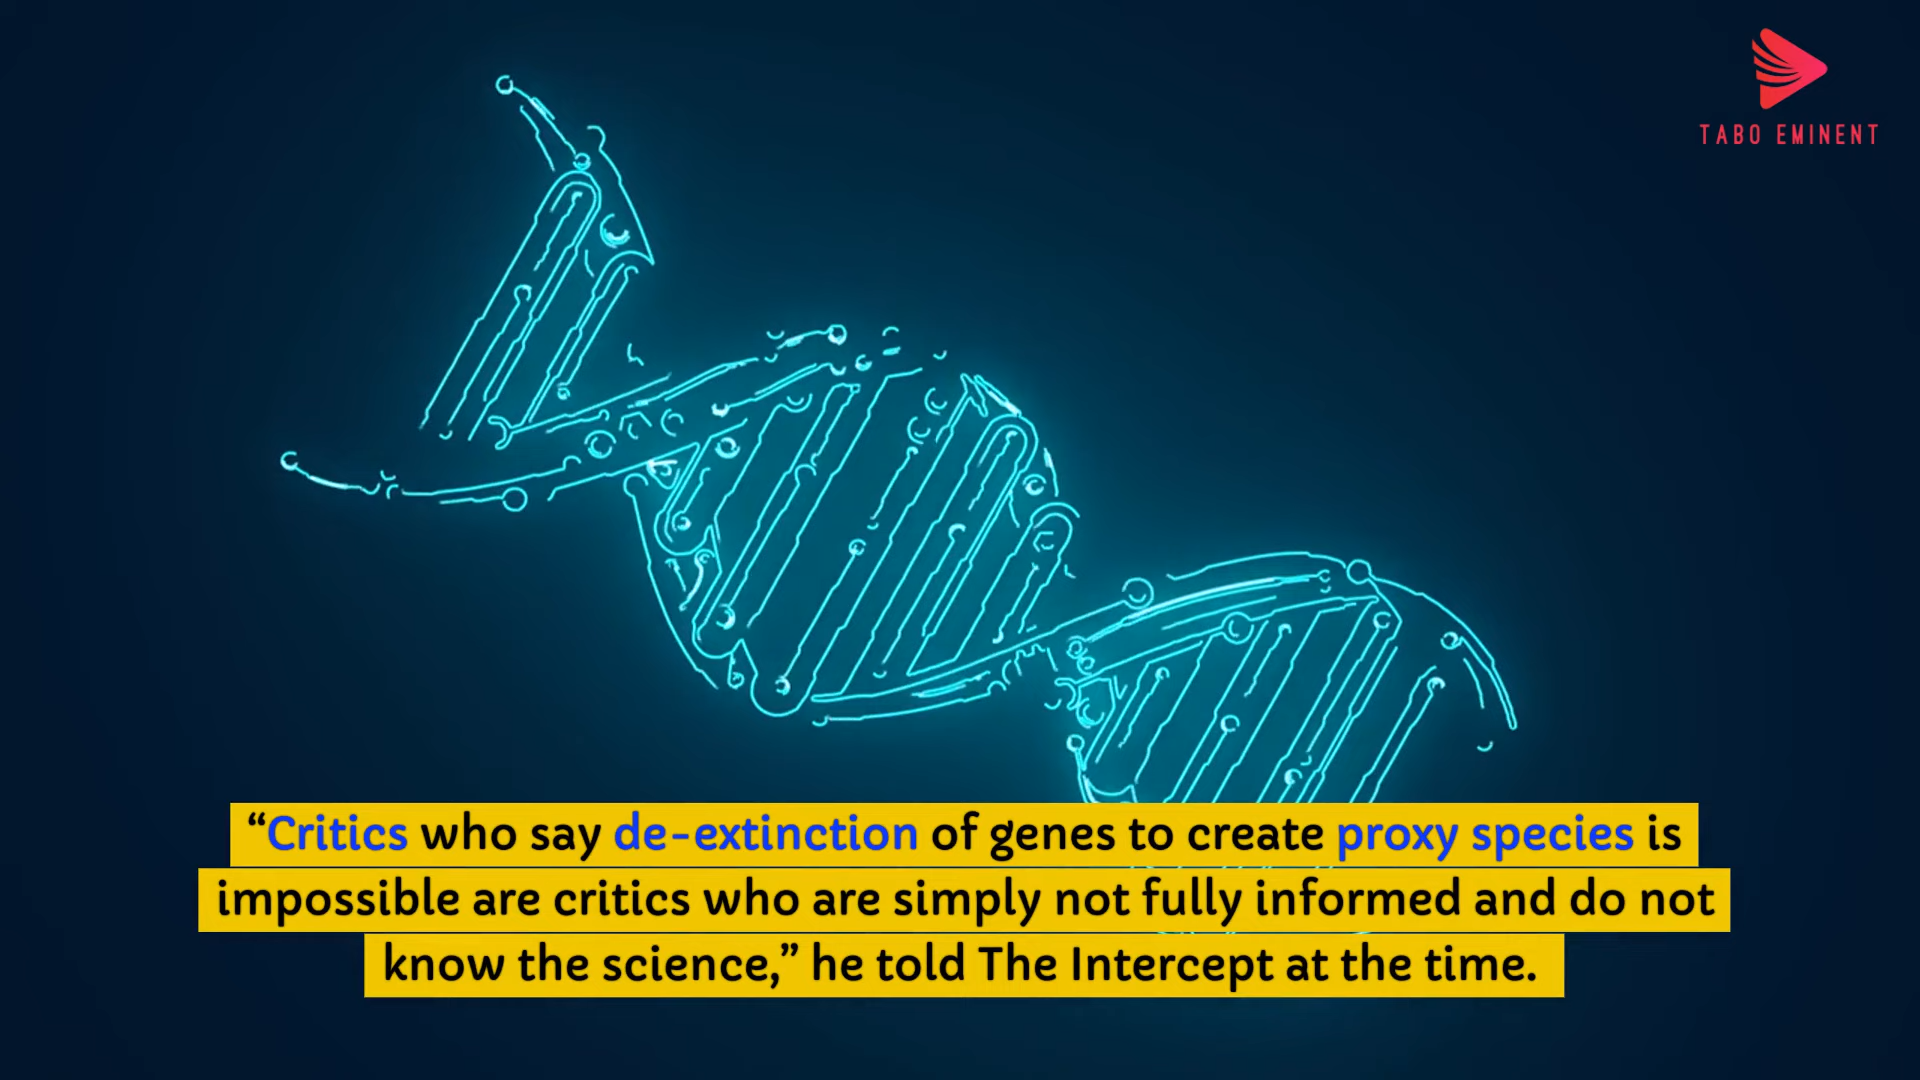 TABO EMINENT
“Critics who say de-extinction of genes to create proxy species is
impossible are critics who are simply not fully informed and do not
know the science,” he told The Intercept at the time.